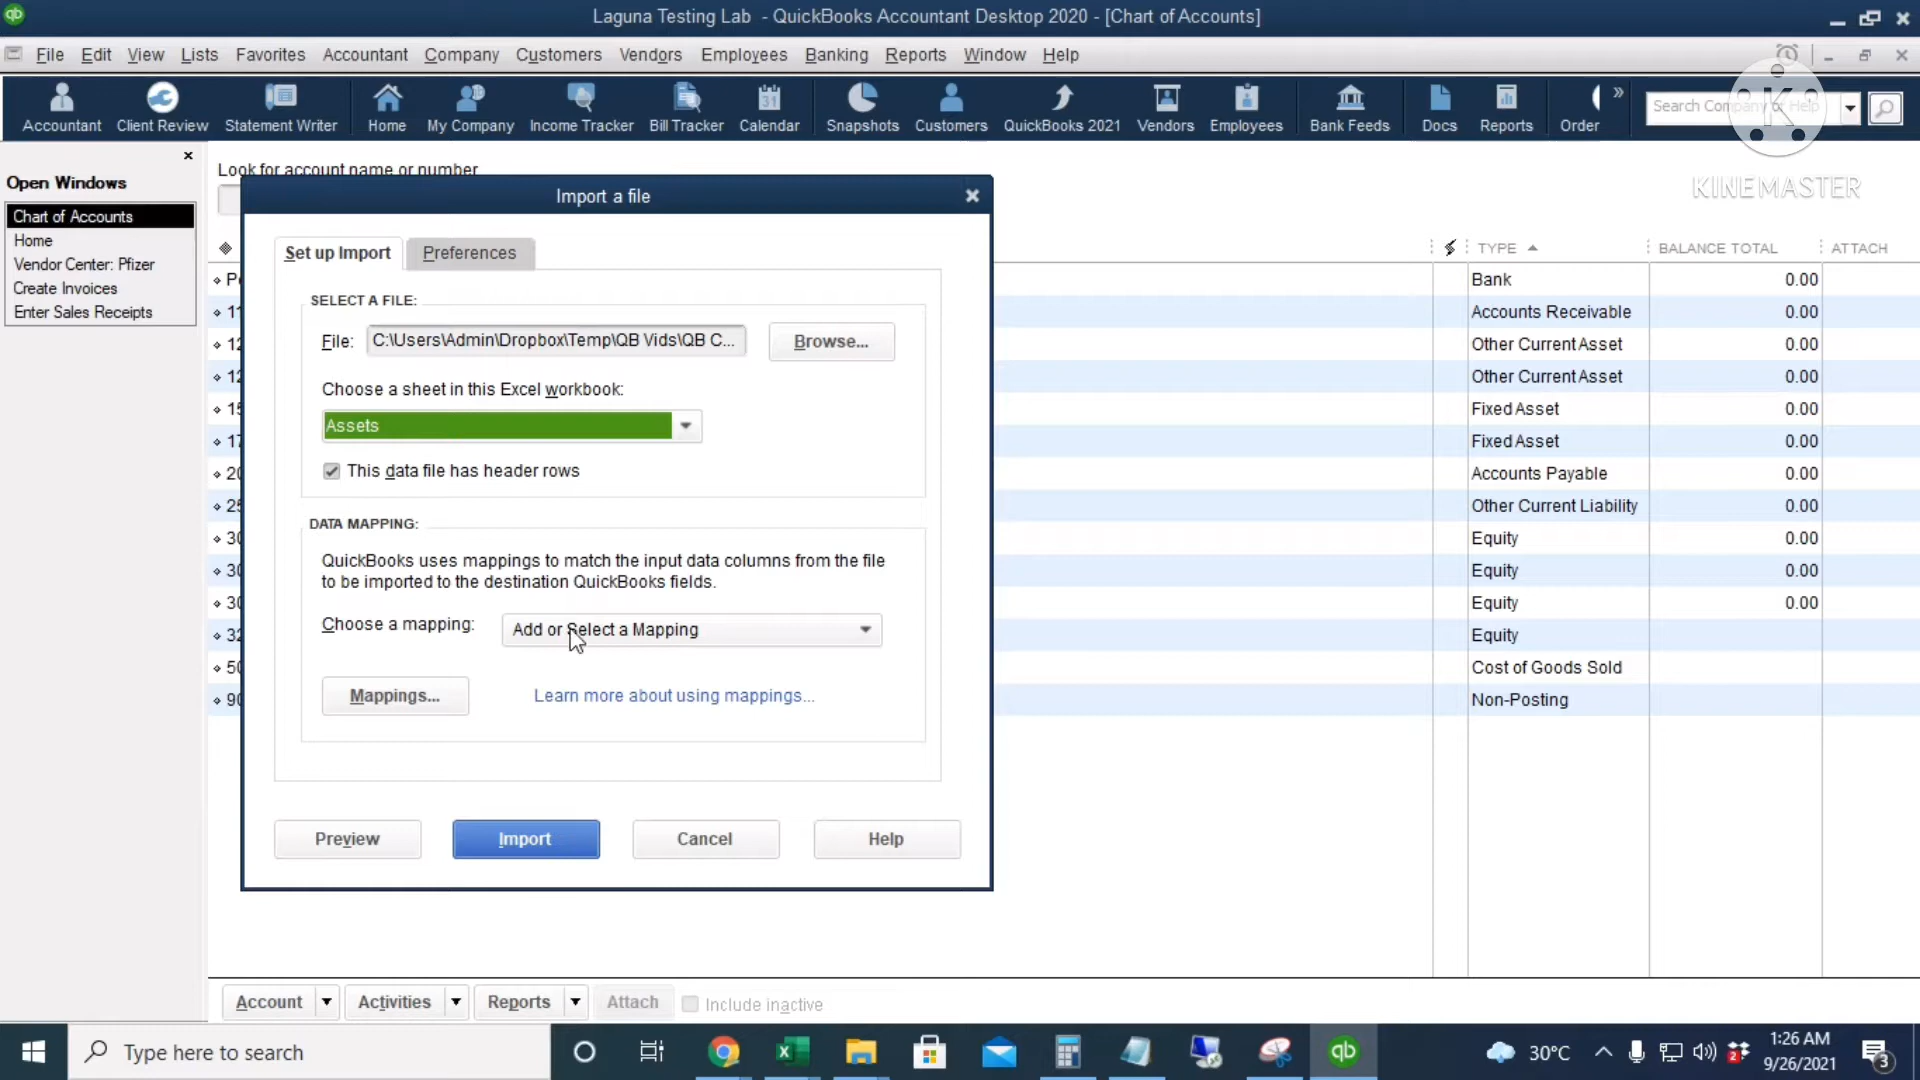 Laguna Testing Lab - QuickBooks Accountant Desktop 2020 - [Chart of Accounts]
File Edit View Lists Favorites Accountant Company Customers Vendors Employees Banking Reports Window Help
Accountant Client Review Statement Writer Home My Company Income Tracker Bill Tracker Calendar Snapshots Customers QuickBooks 2021 Vendors Employees Bank Feeds Docs Reports Order
Search Company or Help
K
KINEMASTER
Open Windows
Chart of Accounts
Home
Vendor Center: Pfizer
Create Invoices
Enter Sales Receipts
Look for account name or number
TYPE BALANCE TOTAL ATTACH
Bank 0.00
Accounts Receivable 0.00
Other Current Asset 0.00
Other Current Asset 0.00
Fixed Asset 0.00
Fixed Asset 0.00
Accounts Payable 0.00
Other Current Liability 0.00
Equity 0.00
Equity 0.00
Equity 0.00
Equity
Cost of Goods Sold
Non-Posting
Import a file
Set up Import Preferences
SELECT A FILE:
File: C:\Users\Admin\Dropbox\Temp\QB Vids\QB C... Browse...
Choose a sheet in this Excel workbook:
Assets
This data file has header rows
DATA MAPPING:
QuickBooks uses mappings to match the input data columns from the file
to be imported to the destination QuickBooks fields.
Choose a mapping: Add or Select a Mapping
Mappings... Learn more about using mappings...
Preview Import Cancel Help
Account Activities Reports Attach Include inactive
Type here to search
30°C
1:26 AM
9/26/2021
3